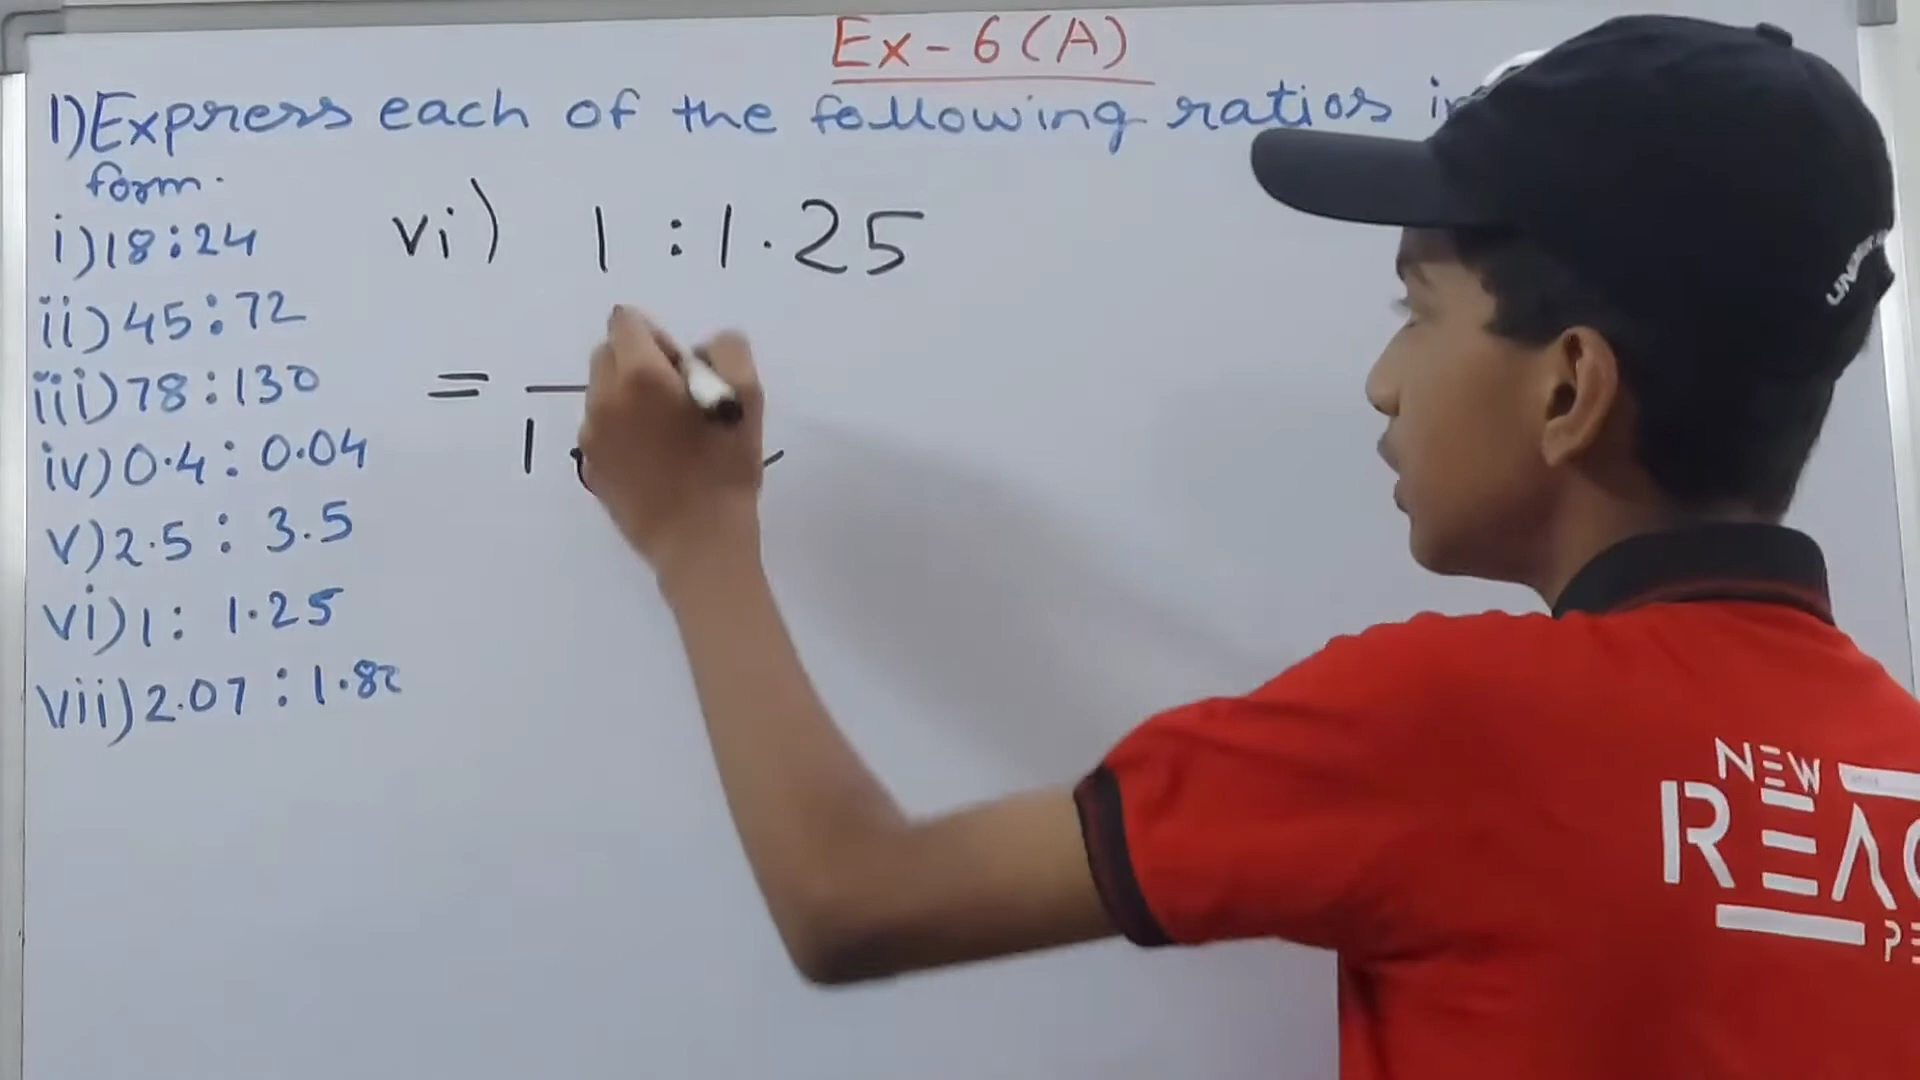 Ex - 6 (A)
1) Express each of the following ratios
form.
i) 18 : 24
ii) 45 : 72
iii) 78 : 130
iv) 0.4 : 0.04
v) 2.5 : 3.5
vi) 1 : 1.25
vii) 2.07 : 1.8
vi) 1 : 1.25
=
1
NEW